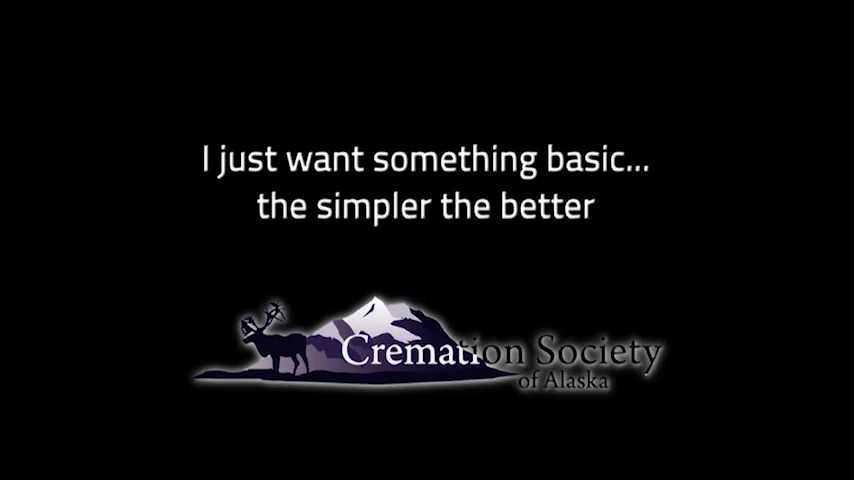 I just want something basic...
the simpler the better
Cremation Society
of Alaska